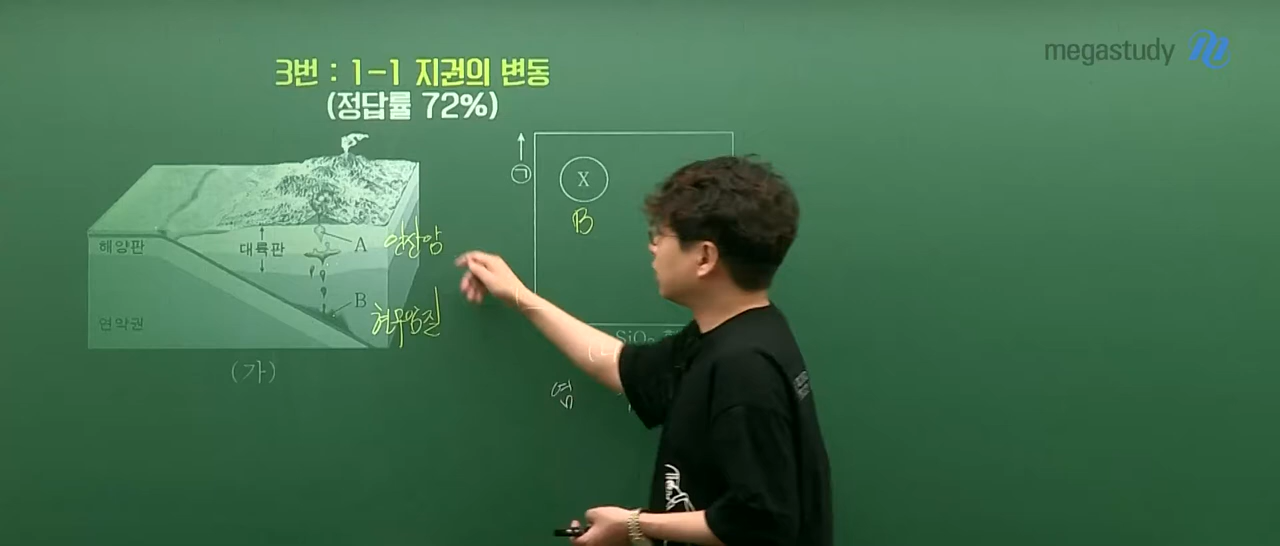 megastudy
3번 : 1-1 지권의 변동
(정답률 72%)
㉠
X
B
해양판
대륙판
A 안산암
B 현무암질
연약권
SiO₂
(가)
염